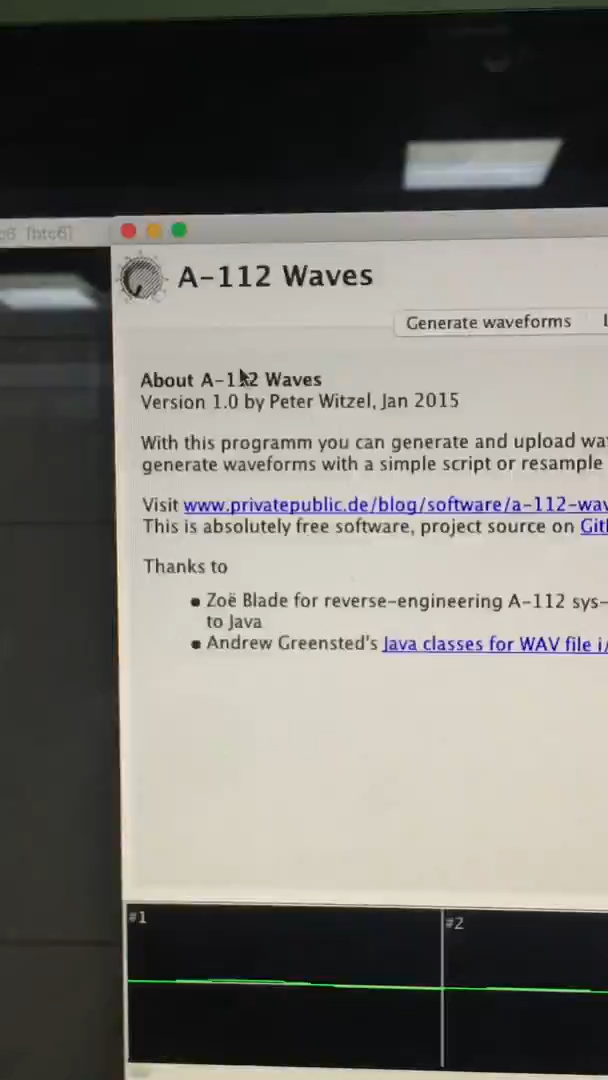 c6 [btc6]
A-112 Waves
Generate waveforms
About A-112 Waves
Version 1.0 by Peter Witzel, Jan 2015
With this programm you can generate and upload wa
generate waveforms with a simple script or resample
Visit www.privatepublic.de/blog/software/a-112-wav
This is absolutely free software, project source on Git
Thanks to
Zoë Blade for reverse-engineering A-112 sys-
to Java
Andrew Greensted's Java classes for WAV file i/
#1
#2